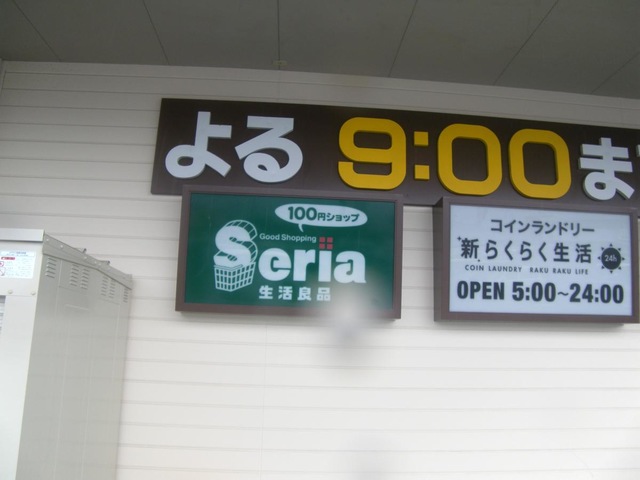 よる 9:00 ま
100円ショップ
Good Shopping
Seria
生活良品
コインランドリー
新らくらく生活 24h
COIN LAUNDRY RAKU RAKU LIFE
OPEN 5:00~24:00